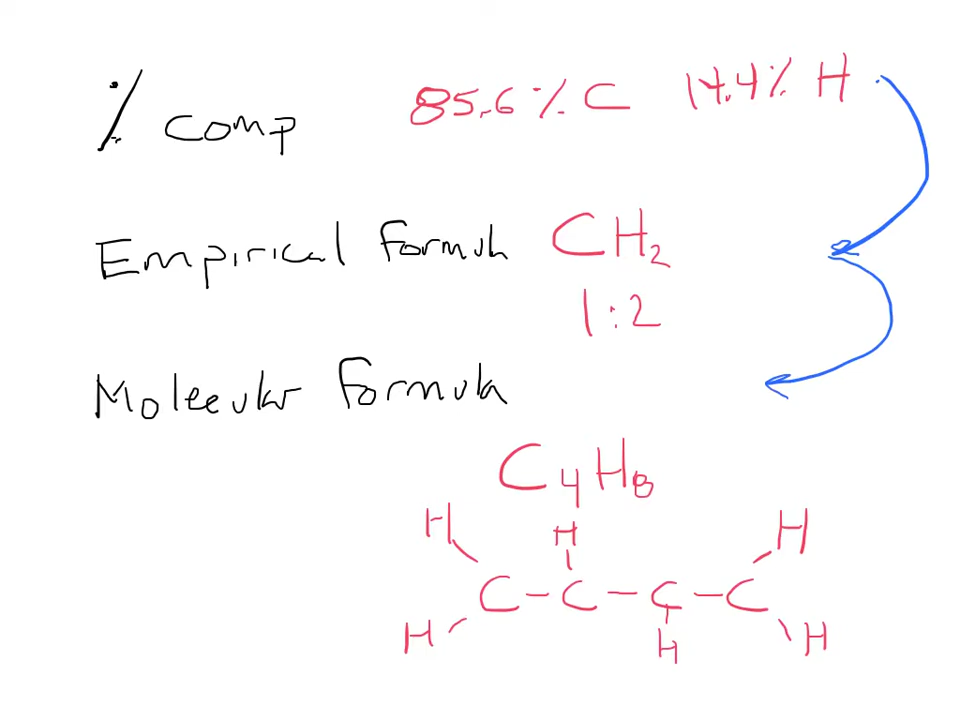 % comp 85.6% C 14.4% H
Empirical formula CH2
1:2
Molecular formula
C4H8
H H H
C - C - C - C
H H H